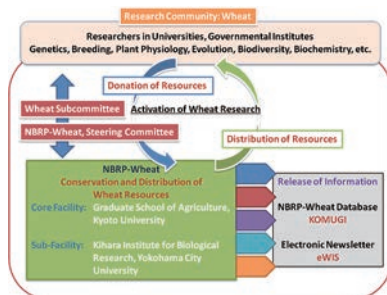 Research Community: Wheat
Researchers in Universities, Governmental Institutes
Genetics, Breeding, Plant Physiology, Evolution, Biodiversity, Biochemistry, etc.
Donation of Resources
Wheat Subcommittee
Activation of Wheat Research
NBRP-Wheat, Steering Committee
Distribution of Resources
NBRP-Wheat
Conservation and Distribution of
Wheat Resources
Core Facility: Graduate School of Agriculture,
Kyoto University
Sub-Facility: Kihara Institute for Biological
Research, Yokohama City
University
Release of Information
NBRP-Wheat Database
KOMUGI
Electronic Newsletter
eWIS